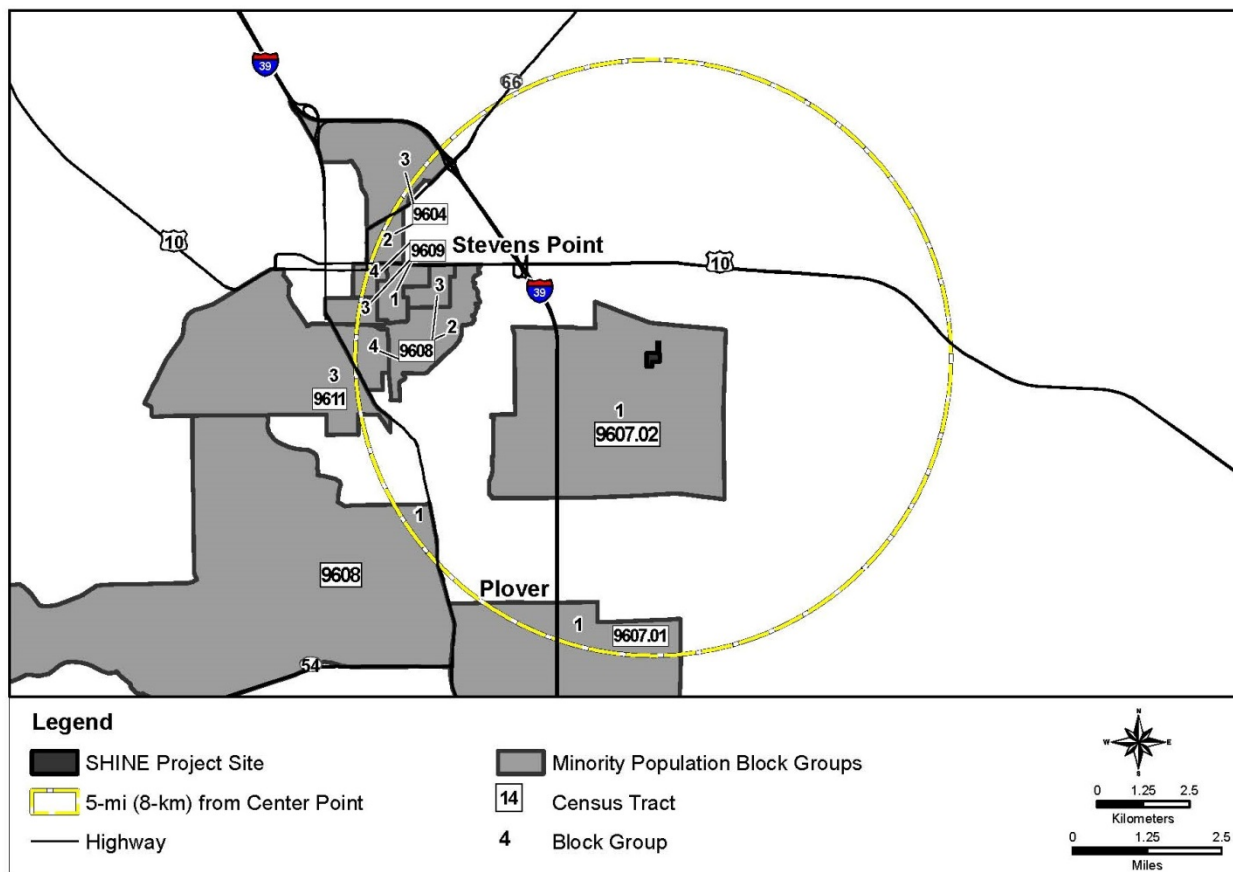 39
66
3
9604
2
Stevens Point
10
9609
4
10
1
3
39
3
2
4
9608
3
9611
1
9607.02
1
9608
Plover
1
9607.01
54
Legend
SHINE Project Site
5-mi (8-km) from Center Point
Highway
Minority Population Block Groups
14 Census Tract
4 Block Group
N
W E
S
0 1.25 2.5
Kilometers
0 1.25 2.5
Miles